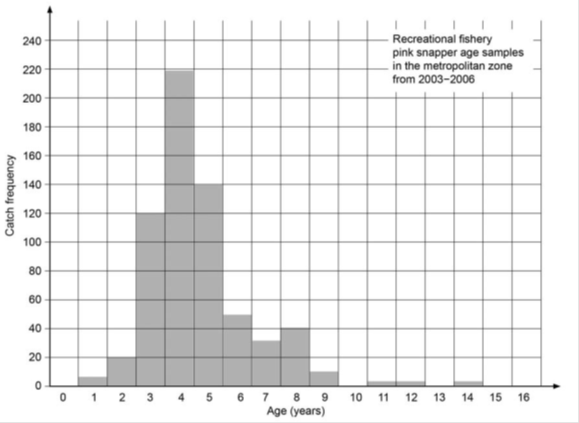 Recreational fishery
pink snapper age samples
in the metropolitan zone
from 2003−2006
Catch frequency
240
220
200
180
160
140
120
100
80
60
40
20
0
0 1 2 3 4 5 6 7 8 9 10 11 12 13 14 15 16
Age (years)